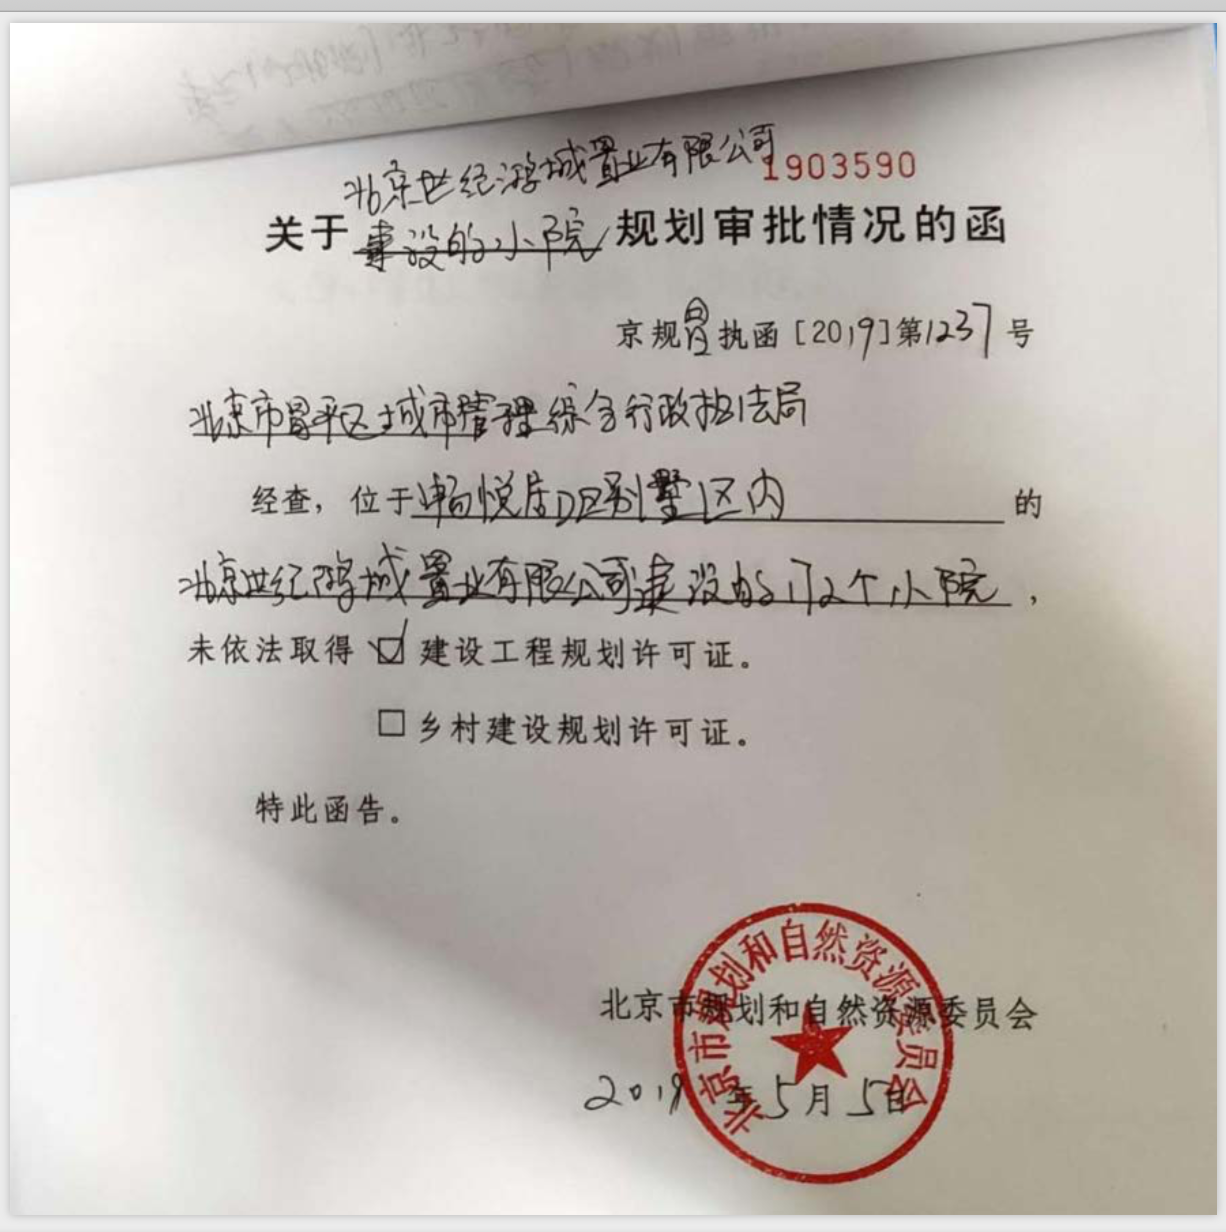 北京世纪鸿城置业有限公司
1903590
关于建设的小院规划审批情况的函
京规昌执函[2019]第1237号
北京市昌平区城市管理综合行政执法局
经查，位于畅悦居D区别墅区内的
北京世纪鸿城置业有限公司建设的172个小院，
未依法取得☑建设工程规划许可证。
□乡村建设规划许可证。
特此函告。
北京市规划和自然资源委员会
北京市规划和自然资源委员会
2019年5月5日